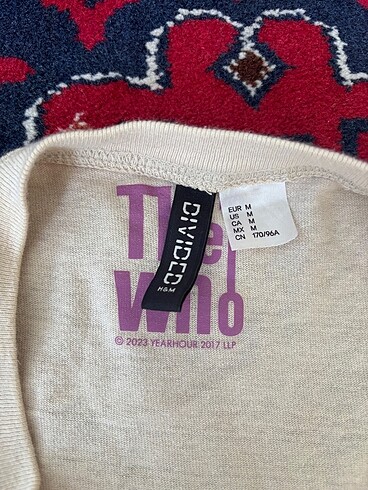 The
Who
© 2023 YEARHOUR 2017 LLP
DIVIDED
H&M
EUR M
US M
CA M
MX M
CN 170/96A